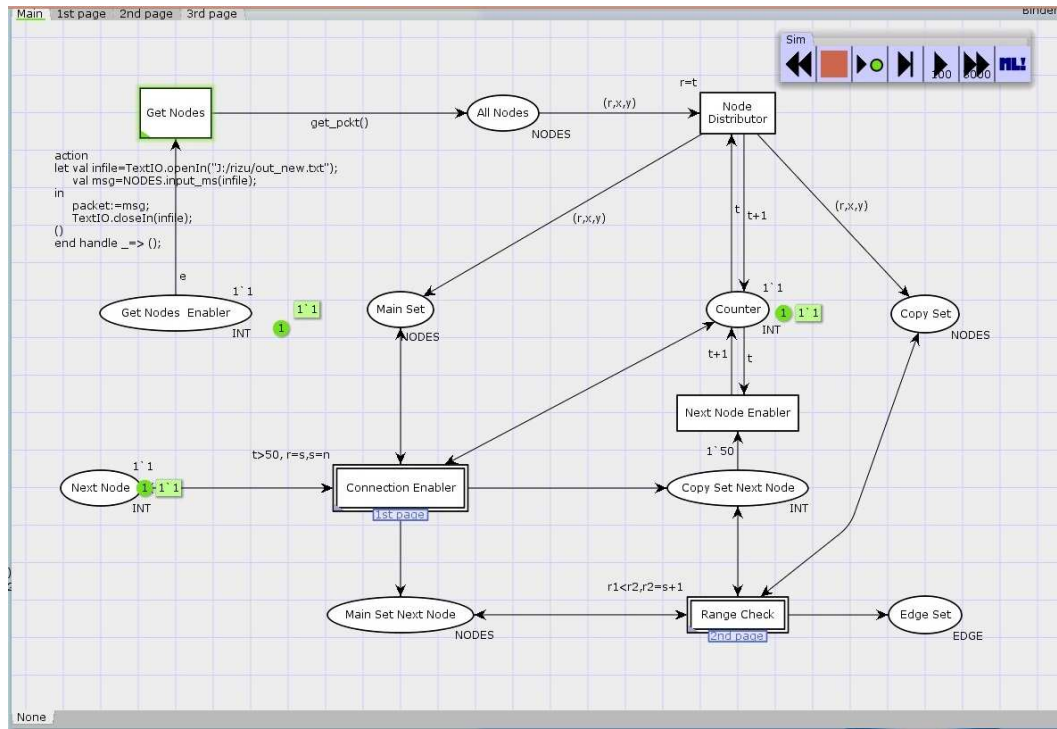 Main 1st page 2nd page 3rd page
Binder
Sim
100
ML!
r=t
Get Nodes
get_pckt()
All Nodes
NODES
(r,x,y)
Node
Distributor
action
let val infile=TextIO.openIn("J:/rizu/out_new.txt");
val msg=NODES.input_ms(infile);
in
packet:=msg;
TextIO.closeIn(infile);
()
end handle _=> ();
e
(r,x,y)
t
t+1
(r,x,y)
1`1
Get Nodes Enabler
INT
1
1`1
Main Set
NODES
1`1
Counter
INT
1
1`1
Copy Set
NODES
t+1
t
Next Node Enabler
1`50
t>50, r=s,s=n
1`1
Next Node
1
1`1
INT
Connection Enabler
1st page
Copy Set Next Node
INT
r1<r2,r2=s+1
Main Set Next Node
NODES
Range Check
2nd page
Edge Set
EDGE
None